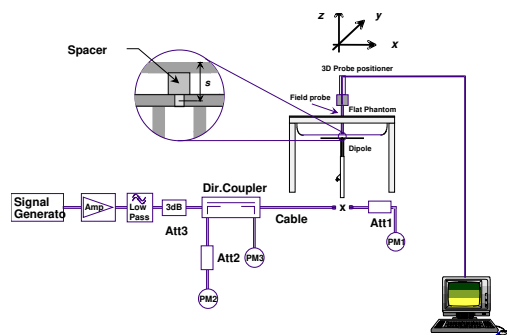 z
y
x
Spacer
s
3D Probe positioner
Field probe
Flat Phantom
Dipole
Signal
Generato
Amp
Low
Pass
3dB
Dir.Coupler
Cable
x
Att3
Att2
Att1
PM3
PM1
PM2